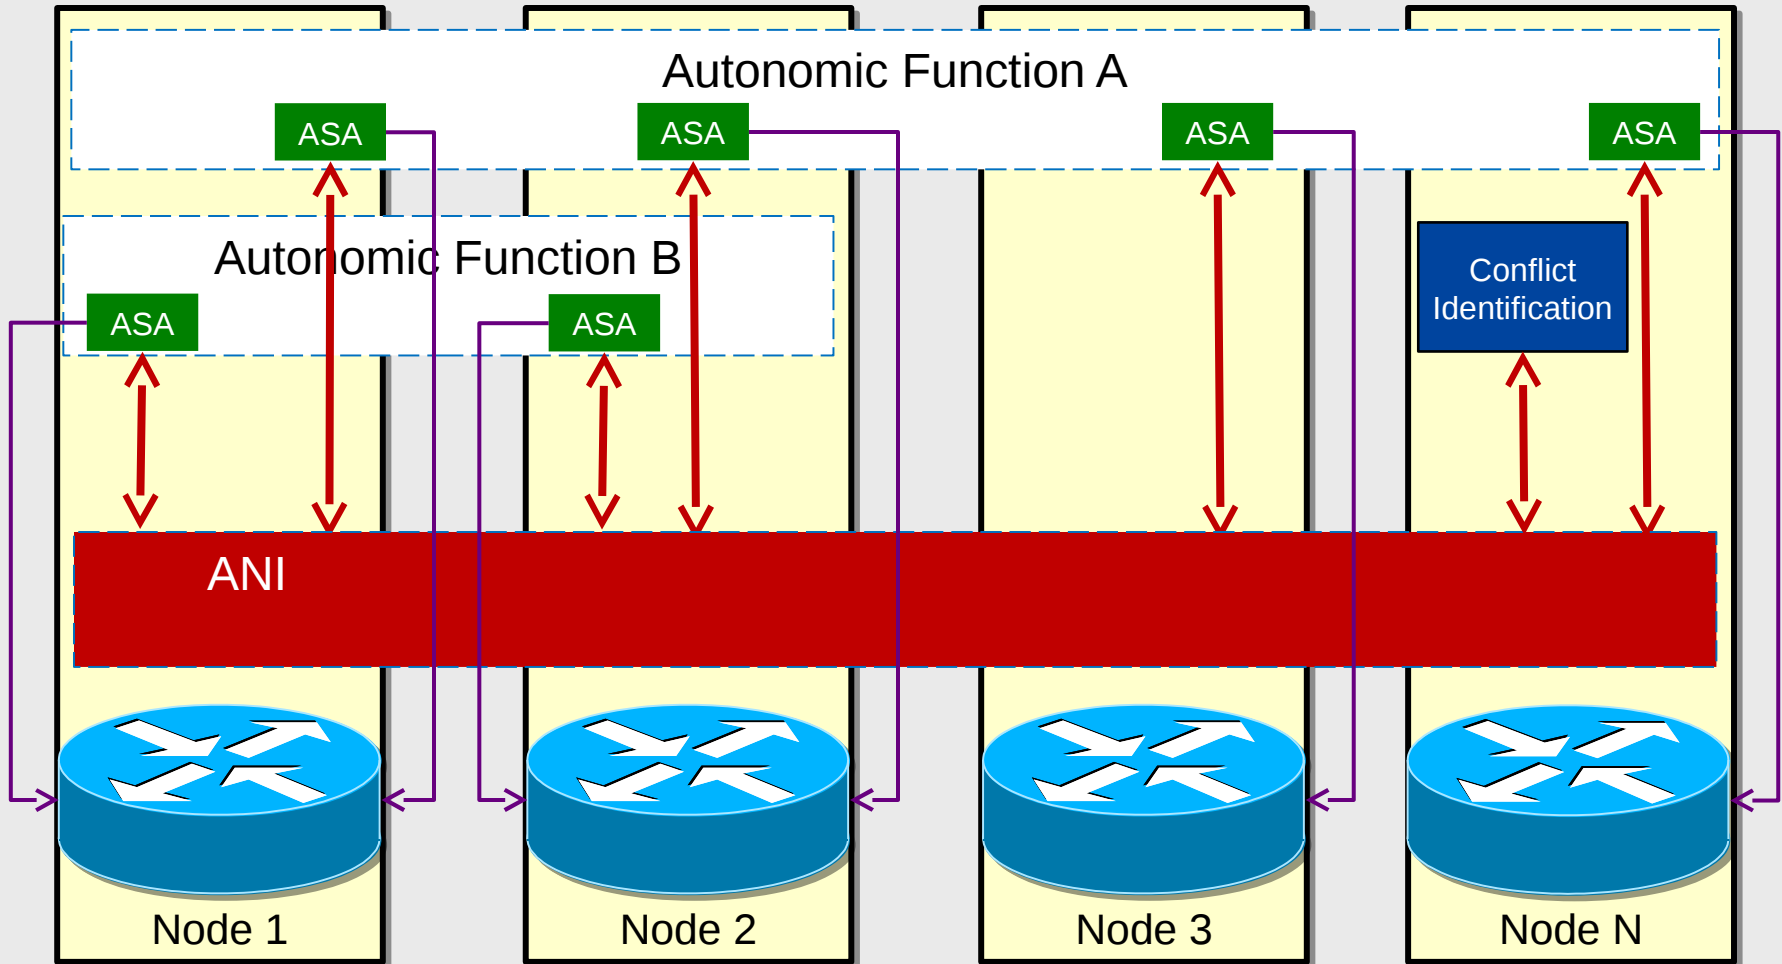 Autonomic Function A
ASA
ASA
ASA
ASA
Autonomic Function B
ASA
ASA
Conflict
Identification
ANI
Node 1
Node 2
Node 3
Node N